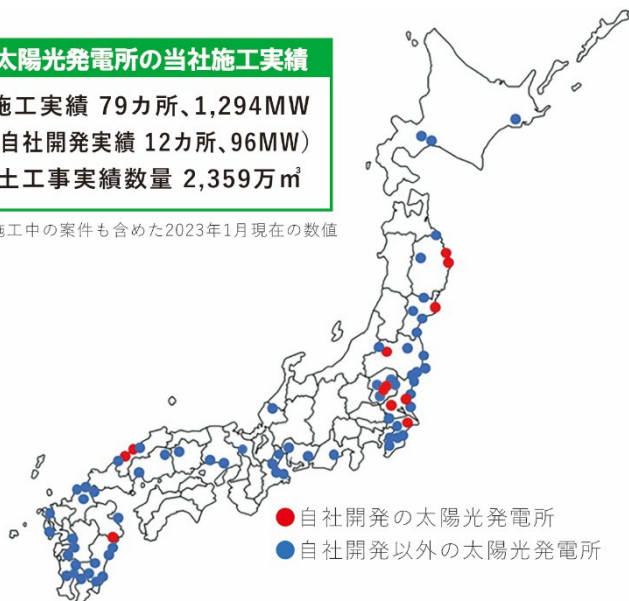 太陽光発電所の当社施工実績
施工実績 79カ所、1,294MW
自社開発実績 12カ所、96MW）
土工事実績数量 2,359万㎥
施工中の案件も含めた2023年1月現在の数値
自社開発の太陽光発電所
自社開発以外の太陽光発電所